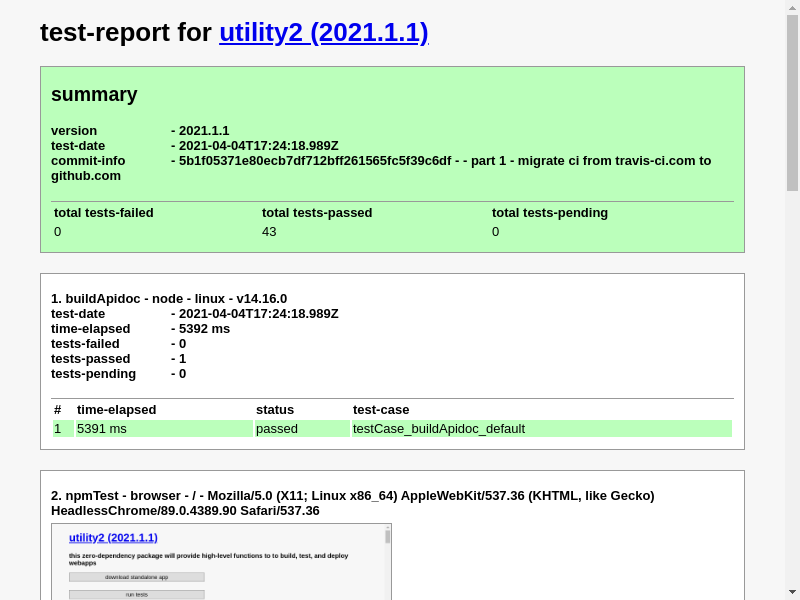 test-report for utility2 (2021.1.1)
summary
version - 2021.1.1
test-date - 2021-04-04T17:24:18.989Z
commit-info - 5b1f05371e80ecb7df712bff261565fc5f39c6df - - part 1 - migrate ci from travis-ci.com to
github.com
total tests-failed total tests-passed total tests-pending
0 43 0
1. buildApidoc - node - linux - v14.16.0
test-date - 2021-04-04T17:24:18.989Z
time-elapsed - 5392 ms
tests-failed - 0
tests-passed - 1
tests-pending - 0
# time-elapsed status test-case
1 5391 ms passed testCase_buildApidoc_default
2. npmTest - browser - / - Mozilla/5.0 (X11; Linux x86_64) AppleWebKit/537.36 (KHTML, like Gecko)
HeadlessChrome/89.0.4389.90 Safari/537.36
utility2 (2021.1.1)
this zero-dependency package will provide high-level functions to to build, test, and deploy
webapps
download standalone app
run tests